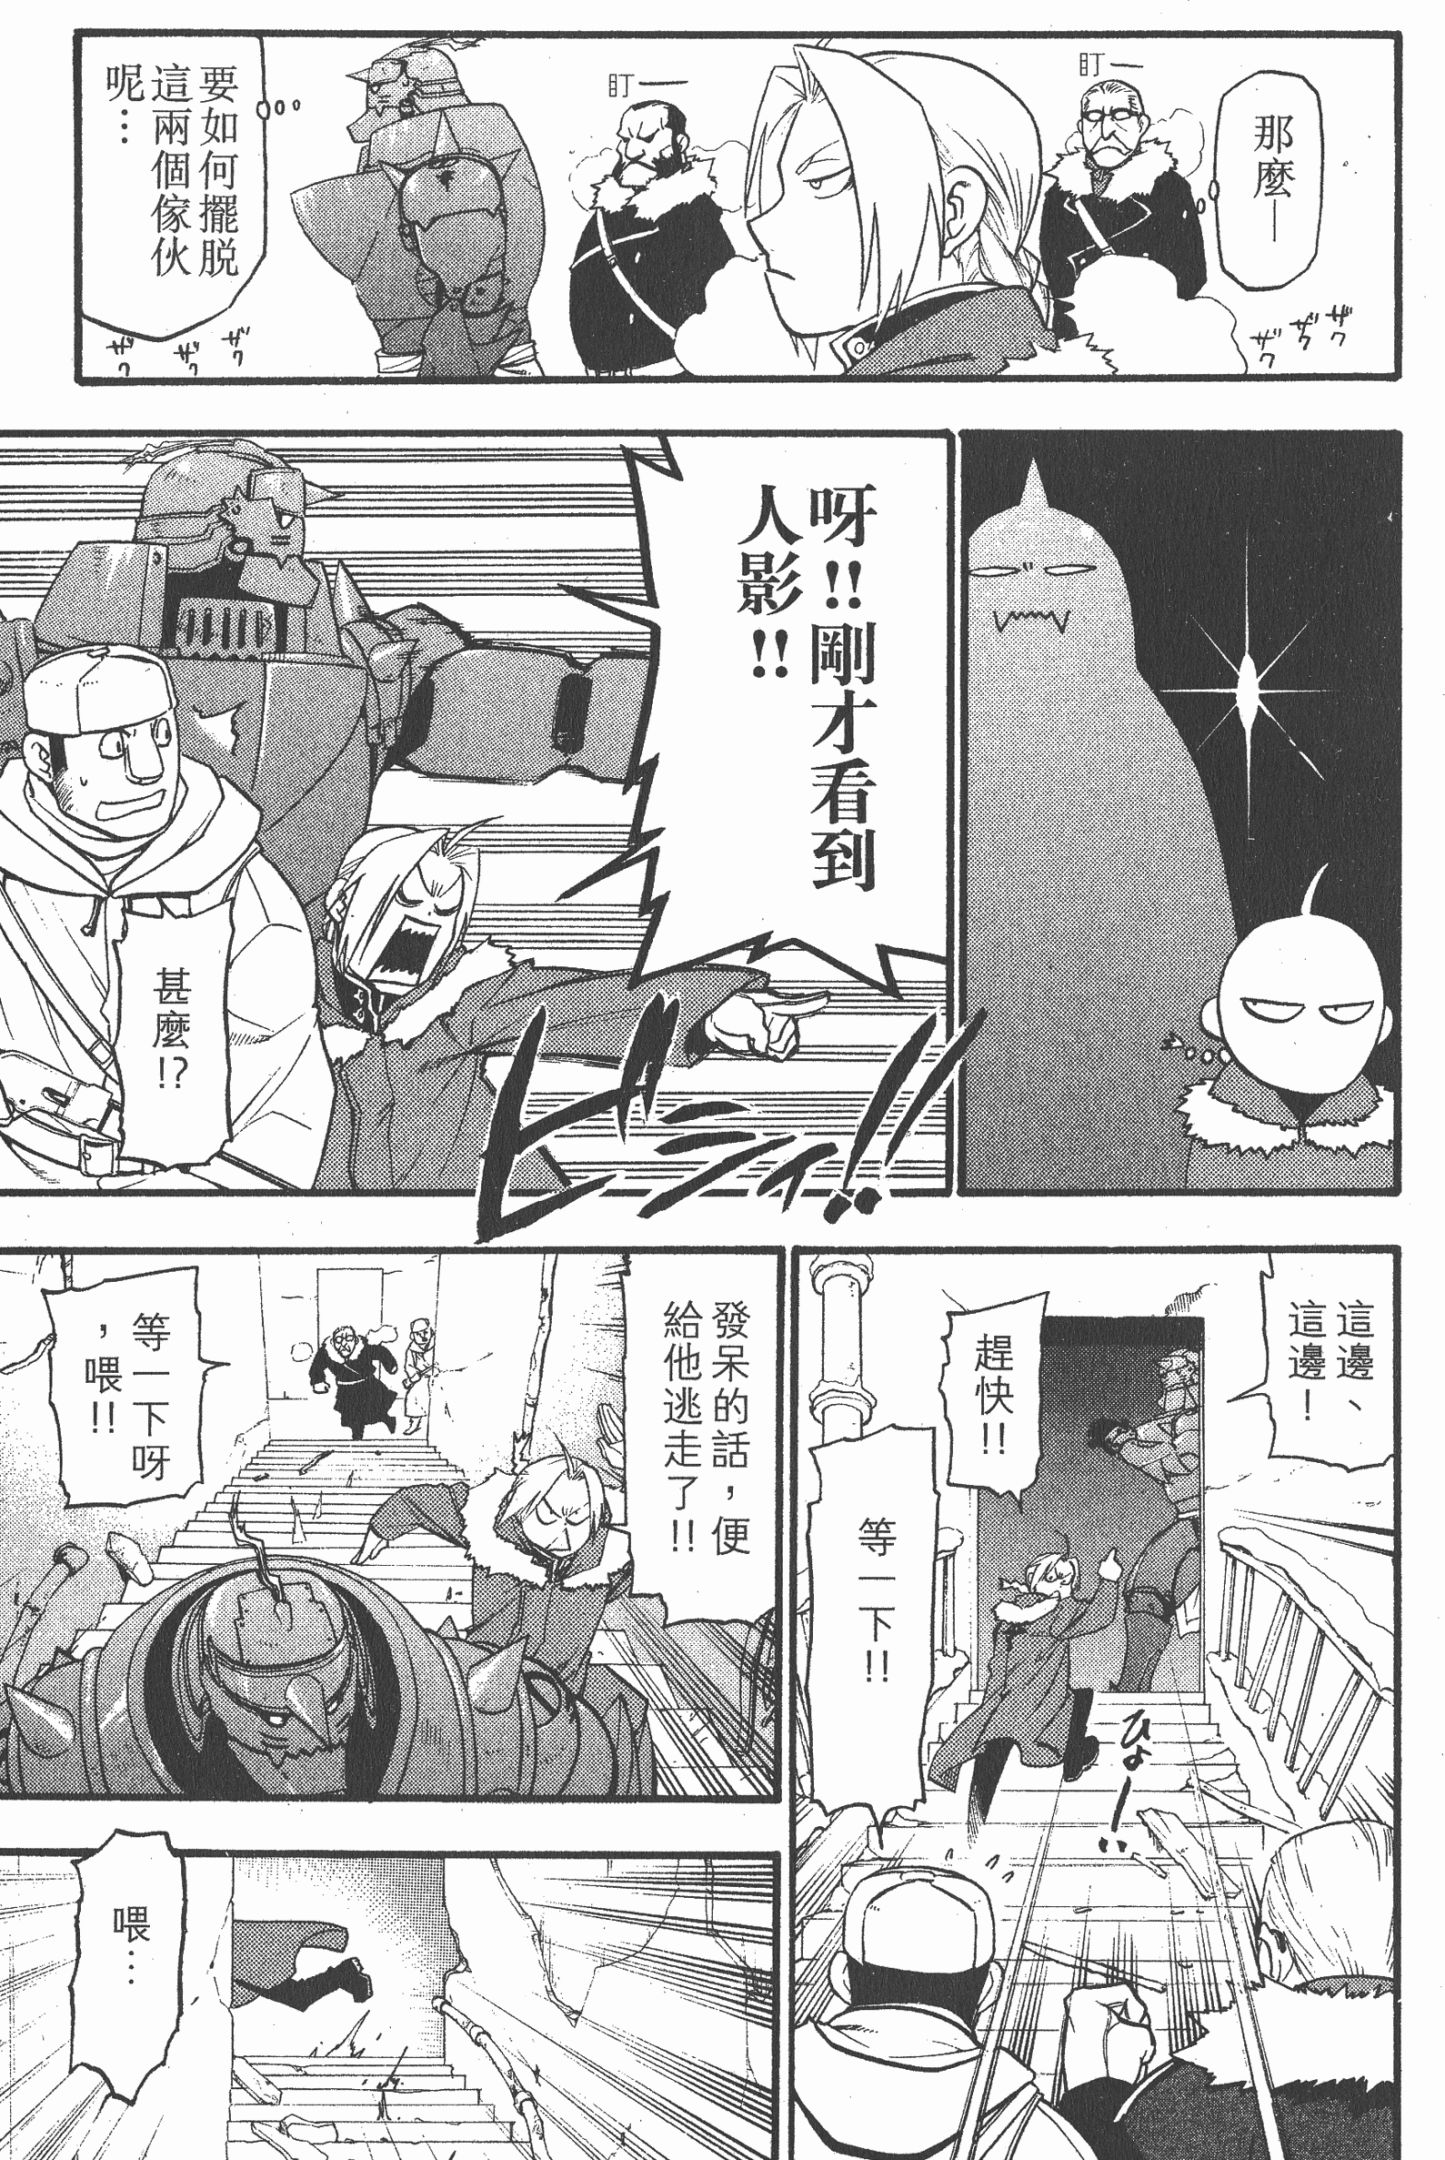 那麼—
盯—
盯—
要如何擺脫
這兩個傢伙
呢…
ザク
ザク
ザク
ザク
ザク
ザク
呀!!剛才看到
人影!!
甚麼!?
ビシィ!!
這邊、
這邊!
趕快!!
等一下!!
ひょー…
發呆的話，便
給他逃走了!!
等一下呀
，喂!!
喂…